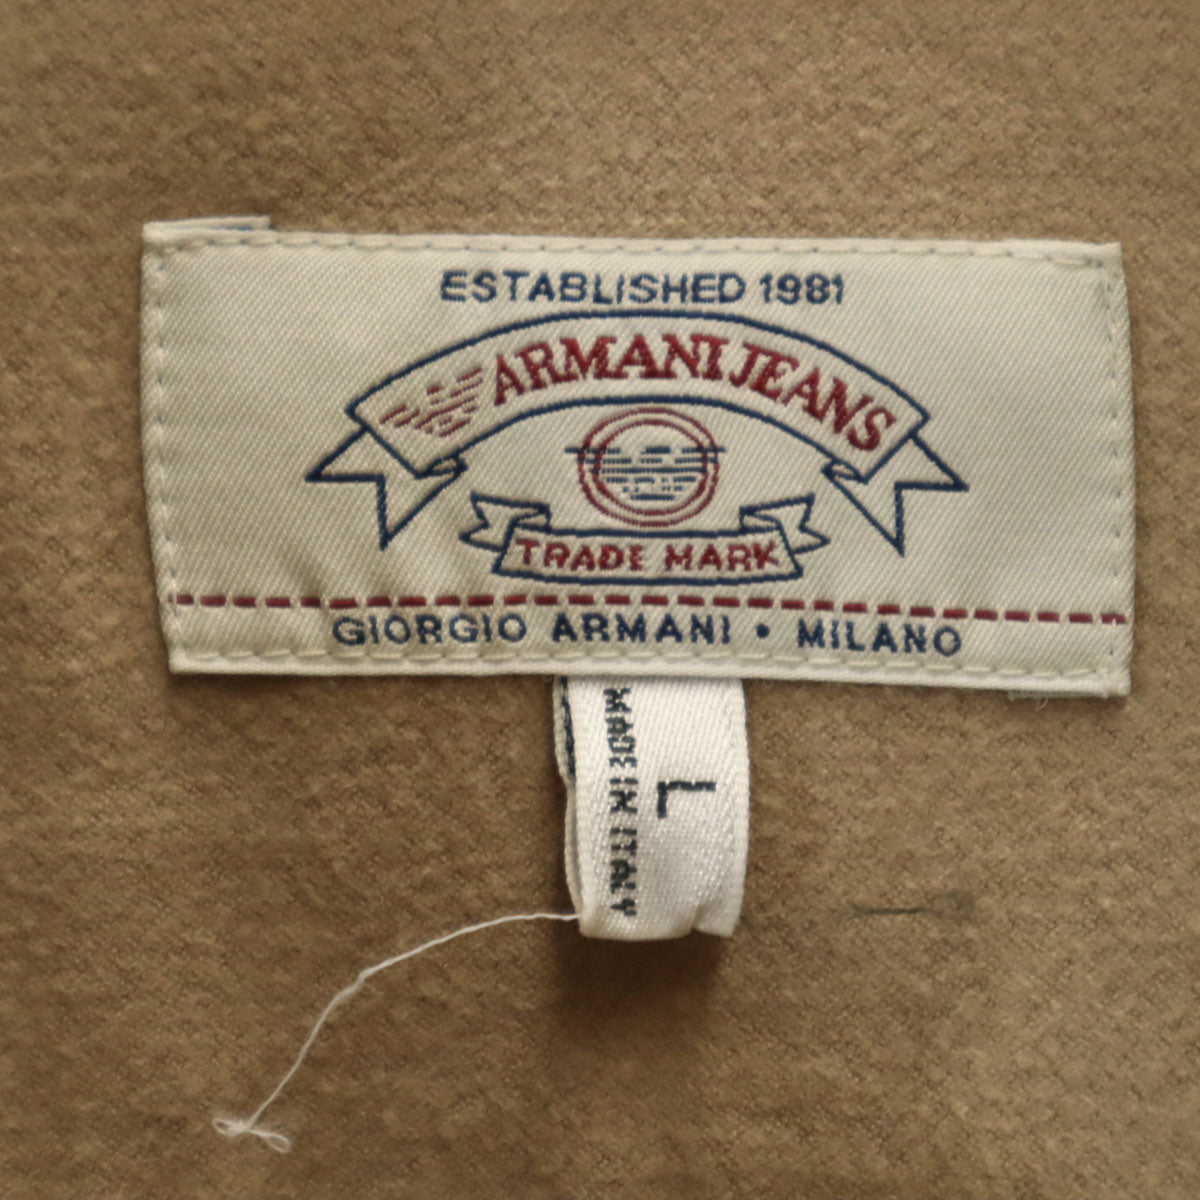 ESTABLISHED 1981
ARMANI JEANS
TRADE MARK
GIORGIO ARMANI • MILANO
L
MADE IN ITALY